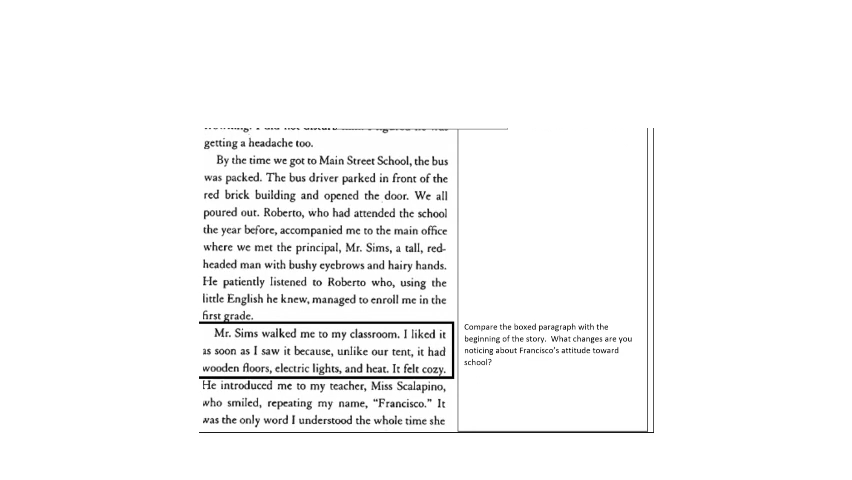 getting a headache too.
By the time we got to Main Street School, the bus
was packed. The bus driver parked in front of the
red brick building and opened the door. We all
poured out. Roberto, who had attended the school
the year before, accompanied me to the main office
where we met the principal, Mr. Sims, a tall, red-
headed man with bushy eyebrows and hairy hands.
He patiently listened to Roberto who, using the
little English he knew, managed to enroll me in the
first grade.
Mr. Sims walked me to my classroom. I liked it
as soon as I saw it because, unlike our tent, it had
wooden floors, electric lights, and heat. It felt cozy.
He introduced me to my teacher, Miss Scalapino,
who smiled, repeating my name, “Francisco.” It
was the only word I understood the whole time she
Compare the boxed paragraph with the
beginning of the story. What changes are you
noticing about Francisco's attitude toward
school?